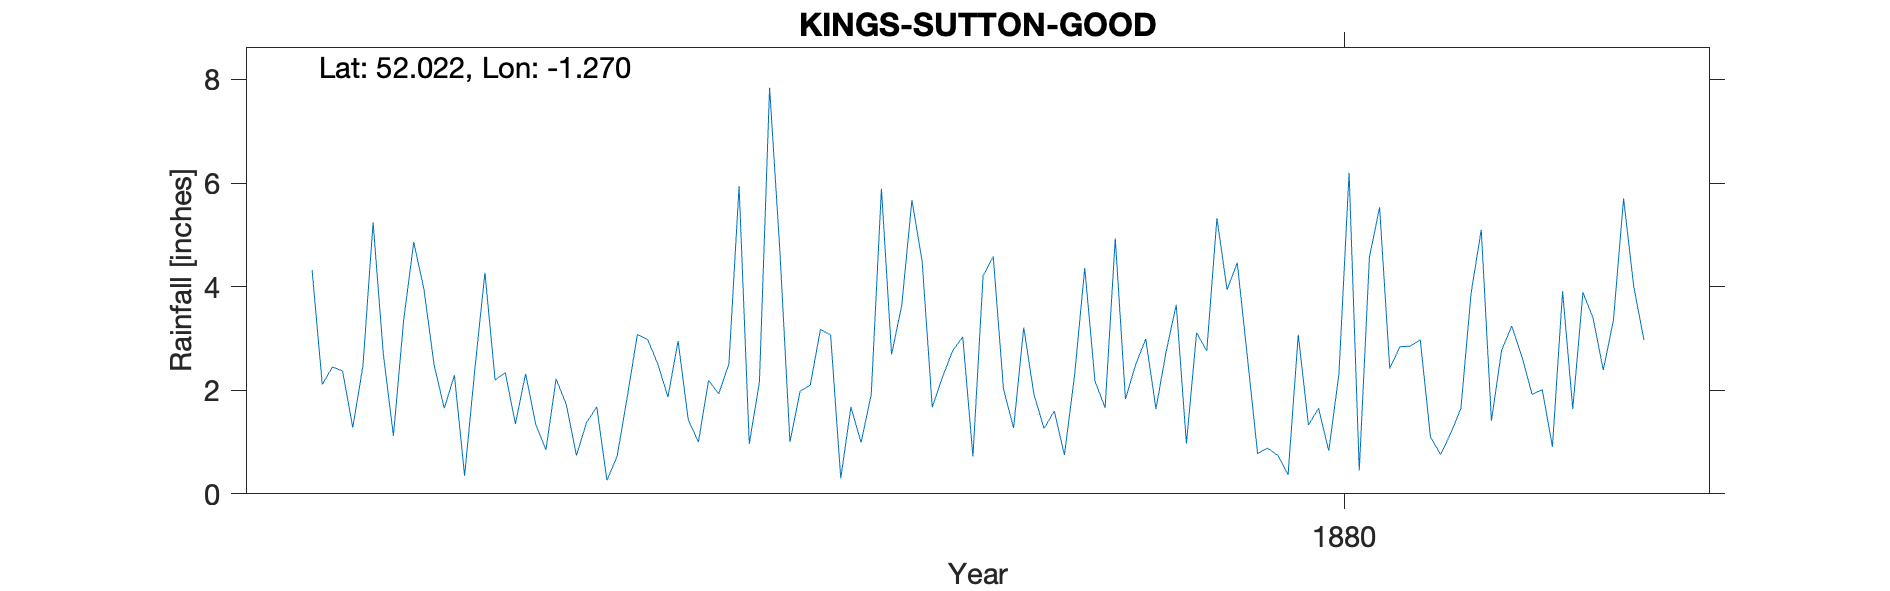 KINGS-SUTTON-GOOD
Lat: 52.022, Lon: -1.270
8
6
4
2
0
Rainfall [inches]
1880
Year